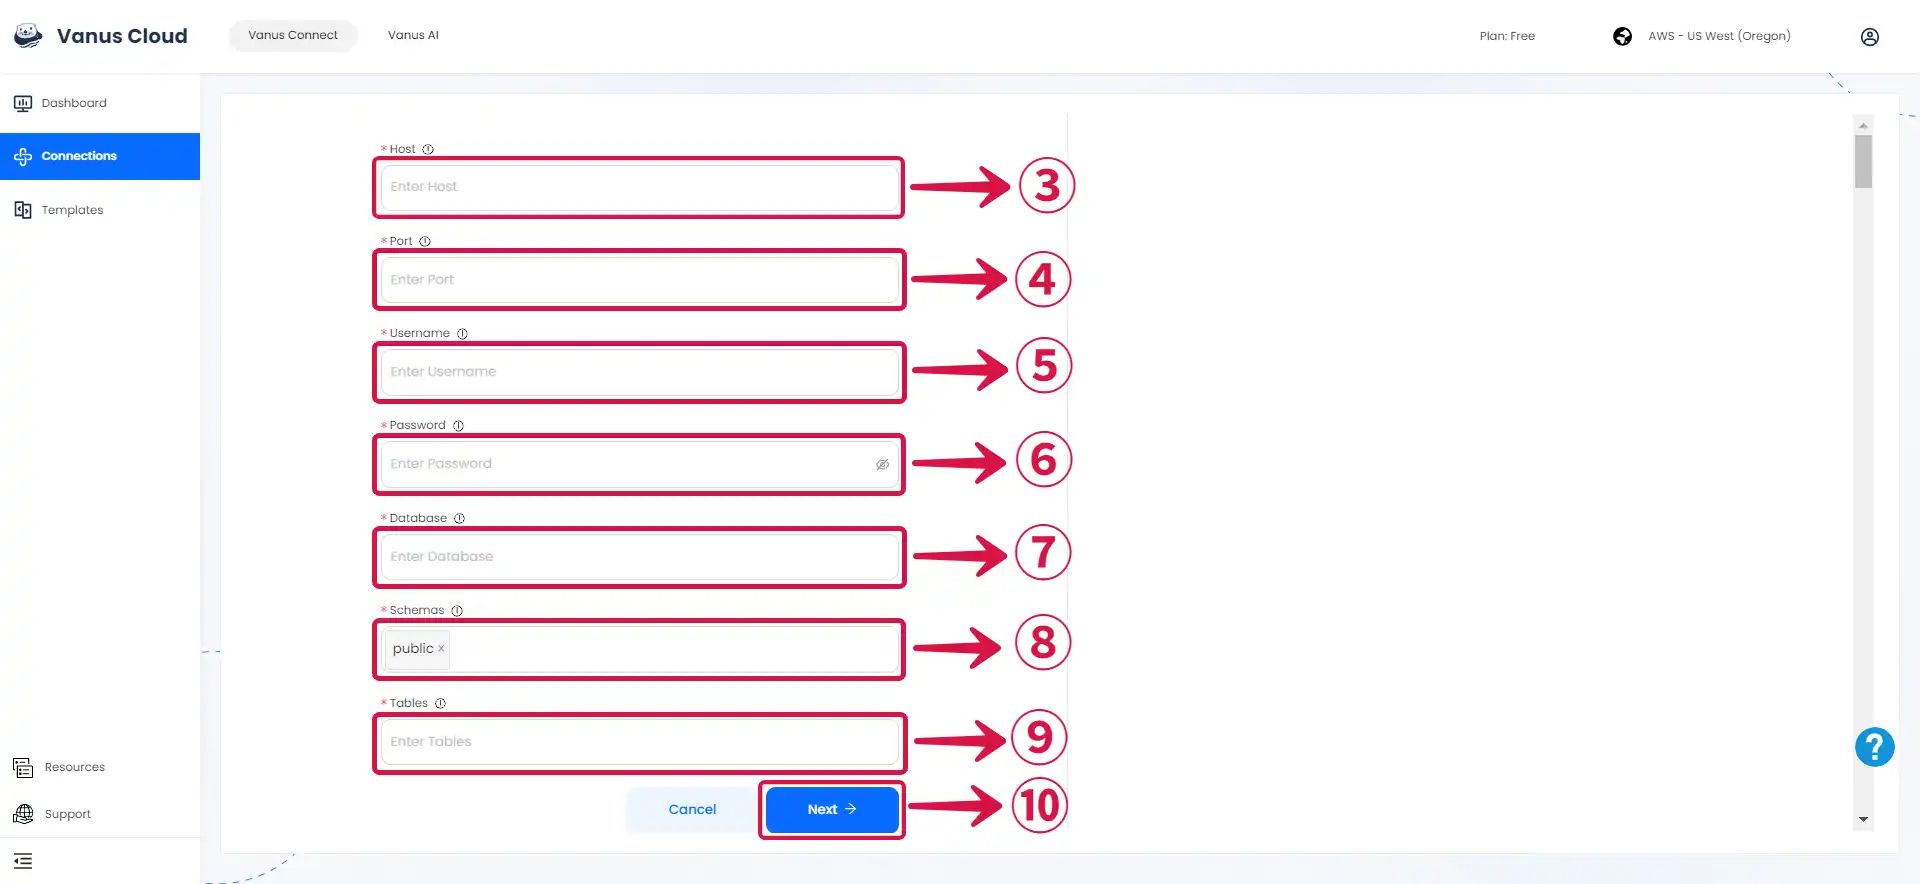 Vanus Cloud
Vanus Connect
Vanus AI
Plan: Free
AWS - US West (Oregon)
Dashboard
Connections
Templates
* Host
Enter Host
③
* Port
Enter Port
④
* Username
Enter Username
⑤
* Password
Enter Password
⑥
* Database
Enter Database
⑦
* Schemas
public ×
⑧
* Tables
Enter Tables
⑨
Cancel
Next →
⑩
?
Resources
Support